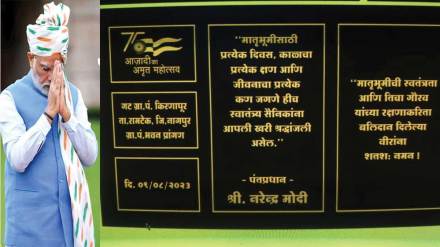 75
आज़ादी का
अमृत महोत्सव
गट ग्रा.पं. किरणापूर
ता.रामटेक, जि.नागपूर
ग्रा.पं.भवन प्रांगण
दि. ०९/०८/२०२३
"मातृभूमीसाठी
प्रत्येक दिवस, काळाचा
प्रत्येक क्षण आणि
जीवनाचा प्रत्येक
कण जगणे हीच
स्वातंत्र्य सैनिकांना
आपली खरी श्रद्धांजली
असेल."
- पंतप्रधान -
श्री. नरेन्द्र मोदी
"मातृभूमीची स्वतंत्रता
आणि तिचा गौरव
यांच्या रक्षणाकरिता
बलिदान दिलेल्या
वीरांना
शतशः नमन !